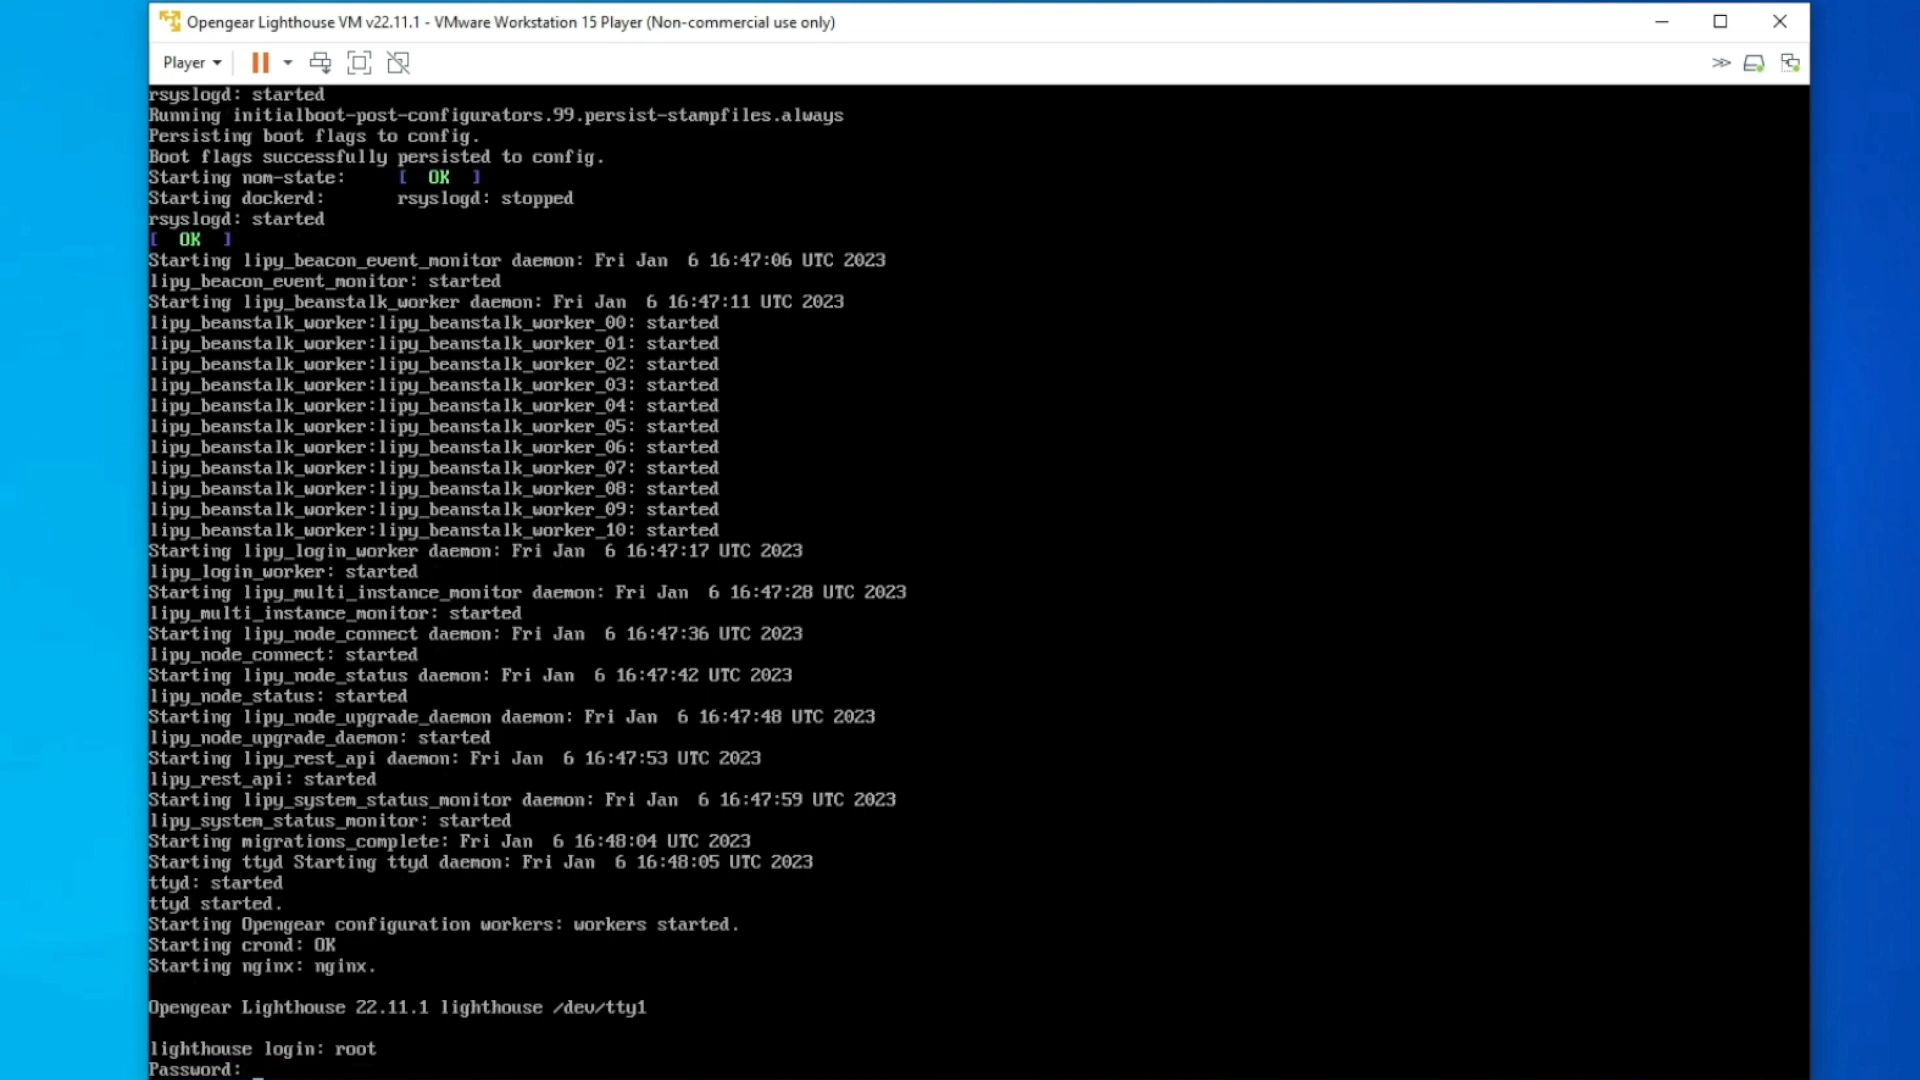 Opengear Lighthouse VM v22.11.1 - VMware Workstation 15 Player (Non-commercial use only)
Player
rsyslogd: started
Running initialboot-post-configurators.99.persist-stampfiles.always
Persisting boot flags to config.
Boot flags successfully persisted to config.
Starting nom-state: [ OK ]
Starting dockerd: rsyslogd: stopped
rsyslogd: started
[ OK ]
Starting lipy_beacon_event_monitor daemon: Fri Jan  6 16:47:06 UTC 2023
lipy_beacon_event_monitor: started
Starting lipy_beanstalk_worker daemon: Fri Jan  6 16:47:11 UTC 2023
lipy_beanstalk_worker:lipy_beanstalk_worker_00: started
lipy_beanstalk_worker:lipy_beanstalk_worker_01: started
lipy_beanstalk_worker:lipy_beanstalk_worker_02: started
lipy_beanstalk_worker:lipy_beanstalk_worker_03: started
lipy_beanstalk_worker:lipy_beanstalk_worker_04: started
lipy_beanstalk_worker:lipy_beanstalk_worker_05: started
lipy_beanstalk_worker:lipy_beanstalk_worker_06: started
lipy_beanstalk_worker:lipy_beanstalk_worker_07: started
lipy_beanstalk_worker:lipy_beanstalk_worker_08: started
lipy_beanstalk_worker:lipy_beanstalk_worker_09: started
lipy_beanstalk_worker:lipy_beanstalk_worker_10: started
Starting lipy_login_worker daemon: Fri Jan  6 16:47:17 UTC 2023
lipy_login_worker: started
Starting lipy_multi_instance_monitor daemon: Fri Jan  6 16:47:28 UTC 2023
lipy_multi_instance_monitor: started
Starting lipy_node_connect daemon: Fri Jan  6 16:47:36 UTC 2023
lipy_node_connect: started
Starting lipy_node_status daemon: Fri Jan  6 16:47:42 UTC 2023
lipy_node_status: started
Starting lipy_node_upgrade_daemon daemon: Fri Jan  6 16:47:48 UTC 2023
lipy_node_upgrade_daemon: started
Starting lipy_rest_api daemon: Fri Jan  6 16:47:53 UTC 2023
lipy_rest_api: started
Starting lipy_system_status_monitor daemon: Fri Jan  6 16:47:59 UTC 2023
lipy_system_status_monitor: started
Starting migrations_complete: Fri Jan  6 16:48:04 UTC 2023
Starting ttyd Starting ttyd daemon: Fri Jan  6 16:48:05 UTC 2023
ttyd: started
ttyd started.
Starting Opengear configuration workers: workers started.
Starting crond: OK
Starting nginx: nginx.
Opengear Lighthouse 22.11.1 lighthouse /dev/tty1
lighthouse login: root
Password: _